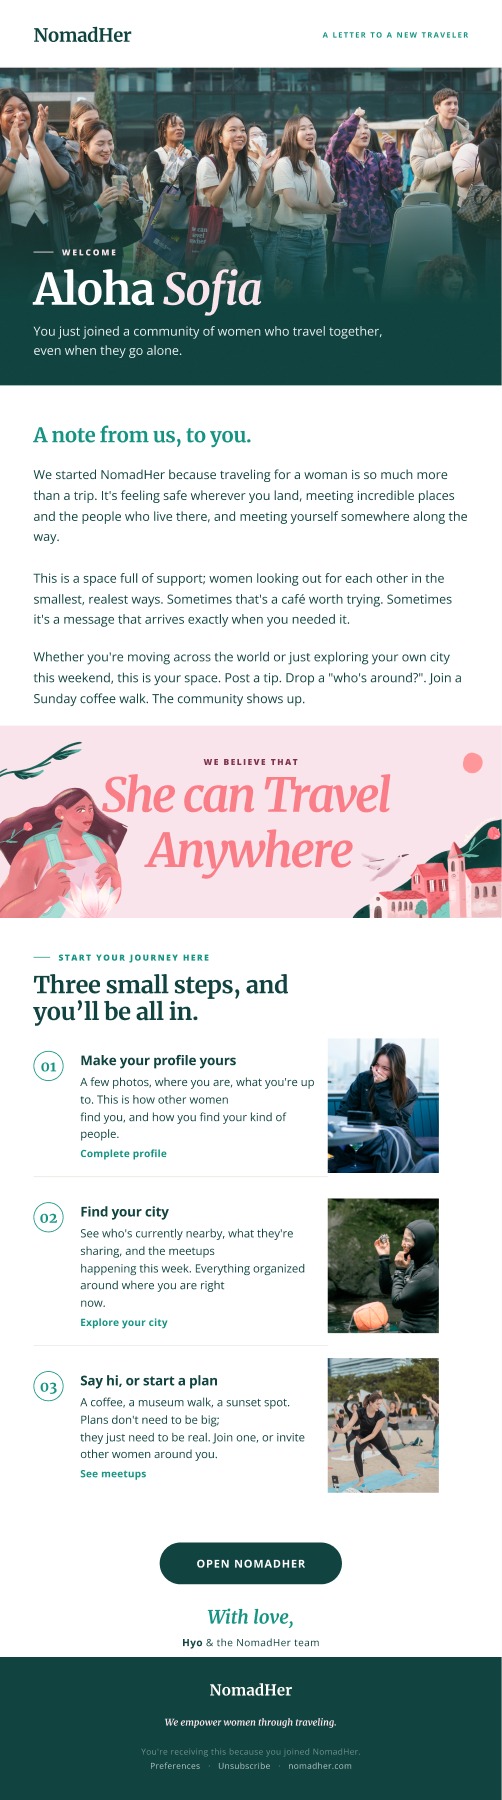 NomadHer
A LETTER TO A NEW TRAVELER
WELCOME
Aloha Sofia
You just joined a community of women who travel together,
even when they go alone.
A note from us, to you.
We started NomadHer because traveling for a woman is so much more
than a trip. It's feeling safe wherever you land, meeting incredible places
and the people who live there, and meeting yourself somewhere along the
way.
This is a space full of support; women looking out for each other in the
smallest, realest ways. Sometimes that's a café worth trying. Sometimes
it's a message that arrives exactly when you needed it.
Whether you're moving across the world or just exploring your own city
this weekend, this is your space. Post a tip. Drop a "who's around?". Join a
Sunday coffee walk. The community shows up.
WE BELIEVE THAT
She can Travel
Anywhere
START YOUR JOURNEY HERE
Three small steps, and
you’ll be all in.
01
Make your profile yours
A few photos, where you are, what you're up
to. This is how other women
find you, and how you find your kind of
people.
Complete profile
02
Find your city
See who's currently nearby, what they're
sharing, and the meetups
happening this week. Everything organized
around where you are right
now.
Explore your city
03
Say hi, or start a plan
A coffee, a museum walk, a sunset spot.
Plans don't need to be big;
they just need to be real. Join one, or invite
other women around you.
See meetups
OPEN NOMADHER
With love,
Hyo & the NomadHer team
NomadHer
We empower women through traveling.
You're receiving this because you joined NomadHer.
Preferences · Unsubscribe · nomadher.com